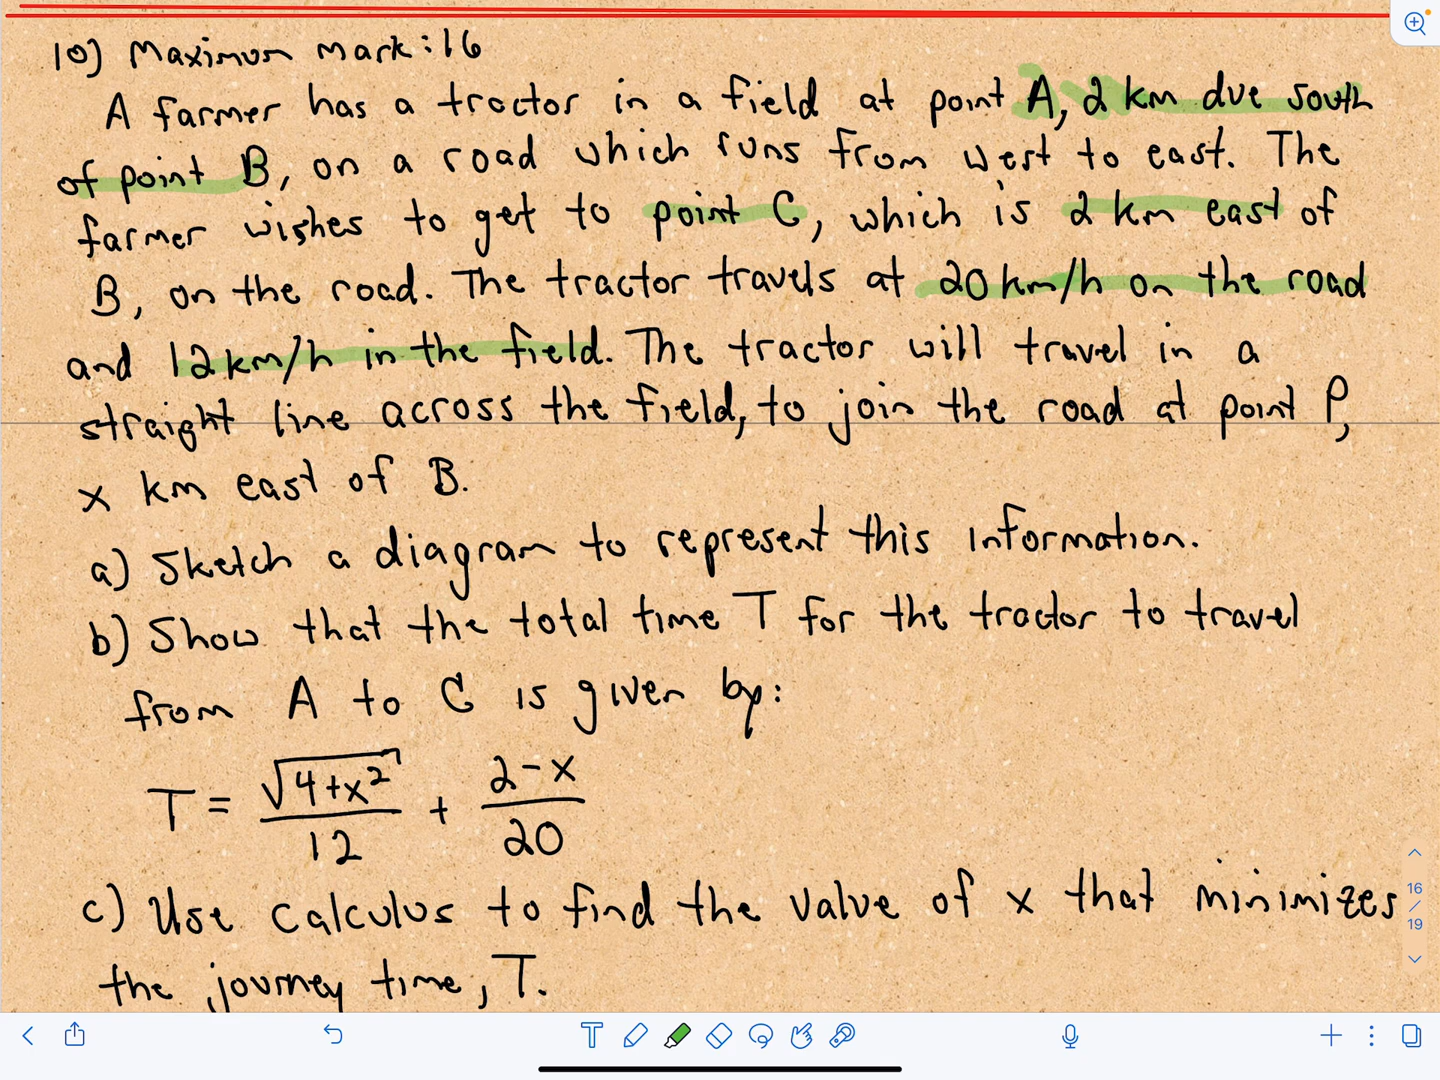 10) Maximum mark:16
A farmer has a tractor in a field at point A, 2 km due south
of point B, on a road which runs from west to east. The
farmer wishes to get to point C, which is 2 km east of
B, on the road. The tractor travels at 20 km/h on the road
and 12 km/h in the field. The tractor will travel in a
straight line across the field, to join the road at point P,
x km east of B.
a) Sketch a diagram to represent this information.
b) Show that the total time T for the tractor to travel
from A to C is given by:
T = √(4+x²)/12 + (2-x)/20
c) Use calculus to find the value of x that minimizes
the journey time, T.
16
/
19
T